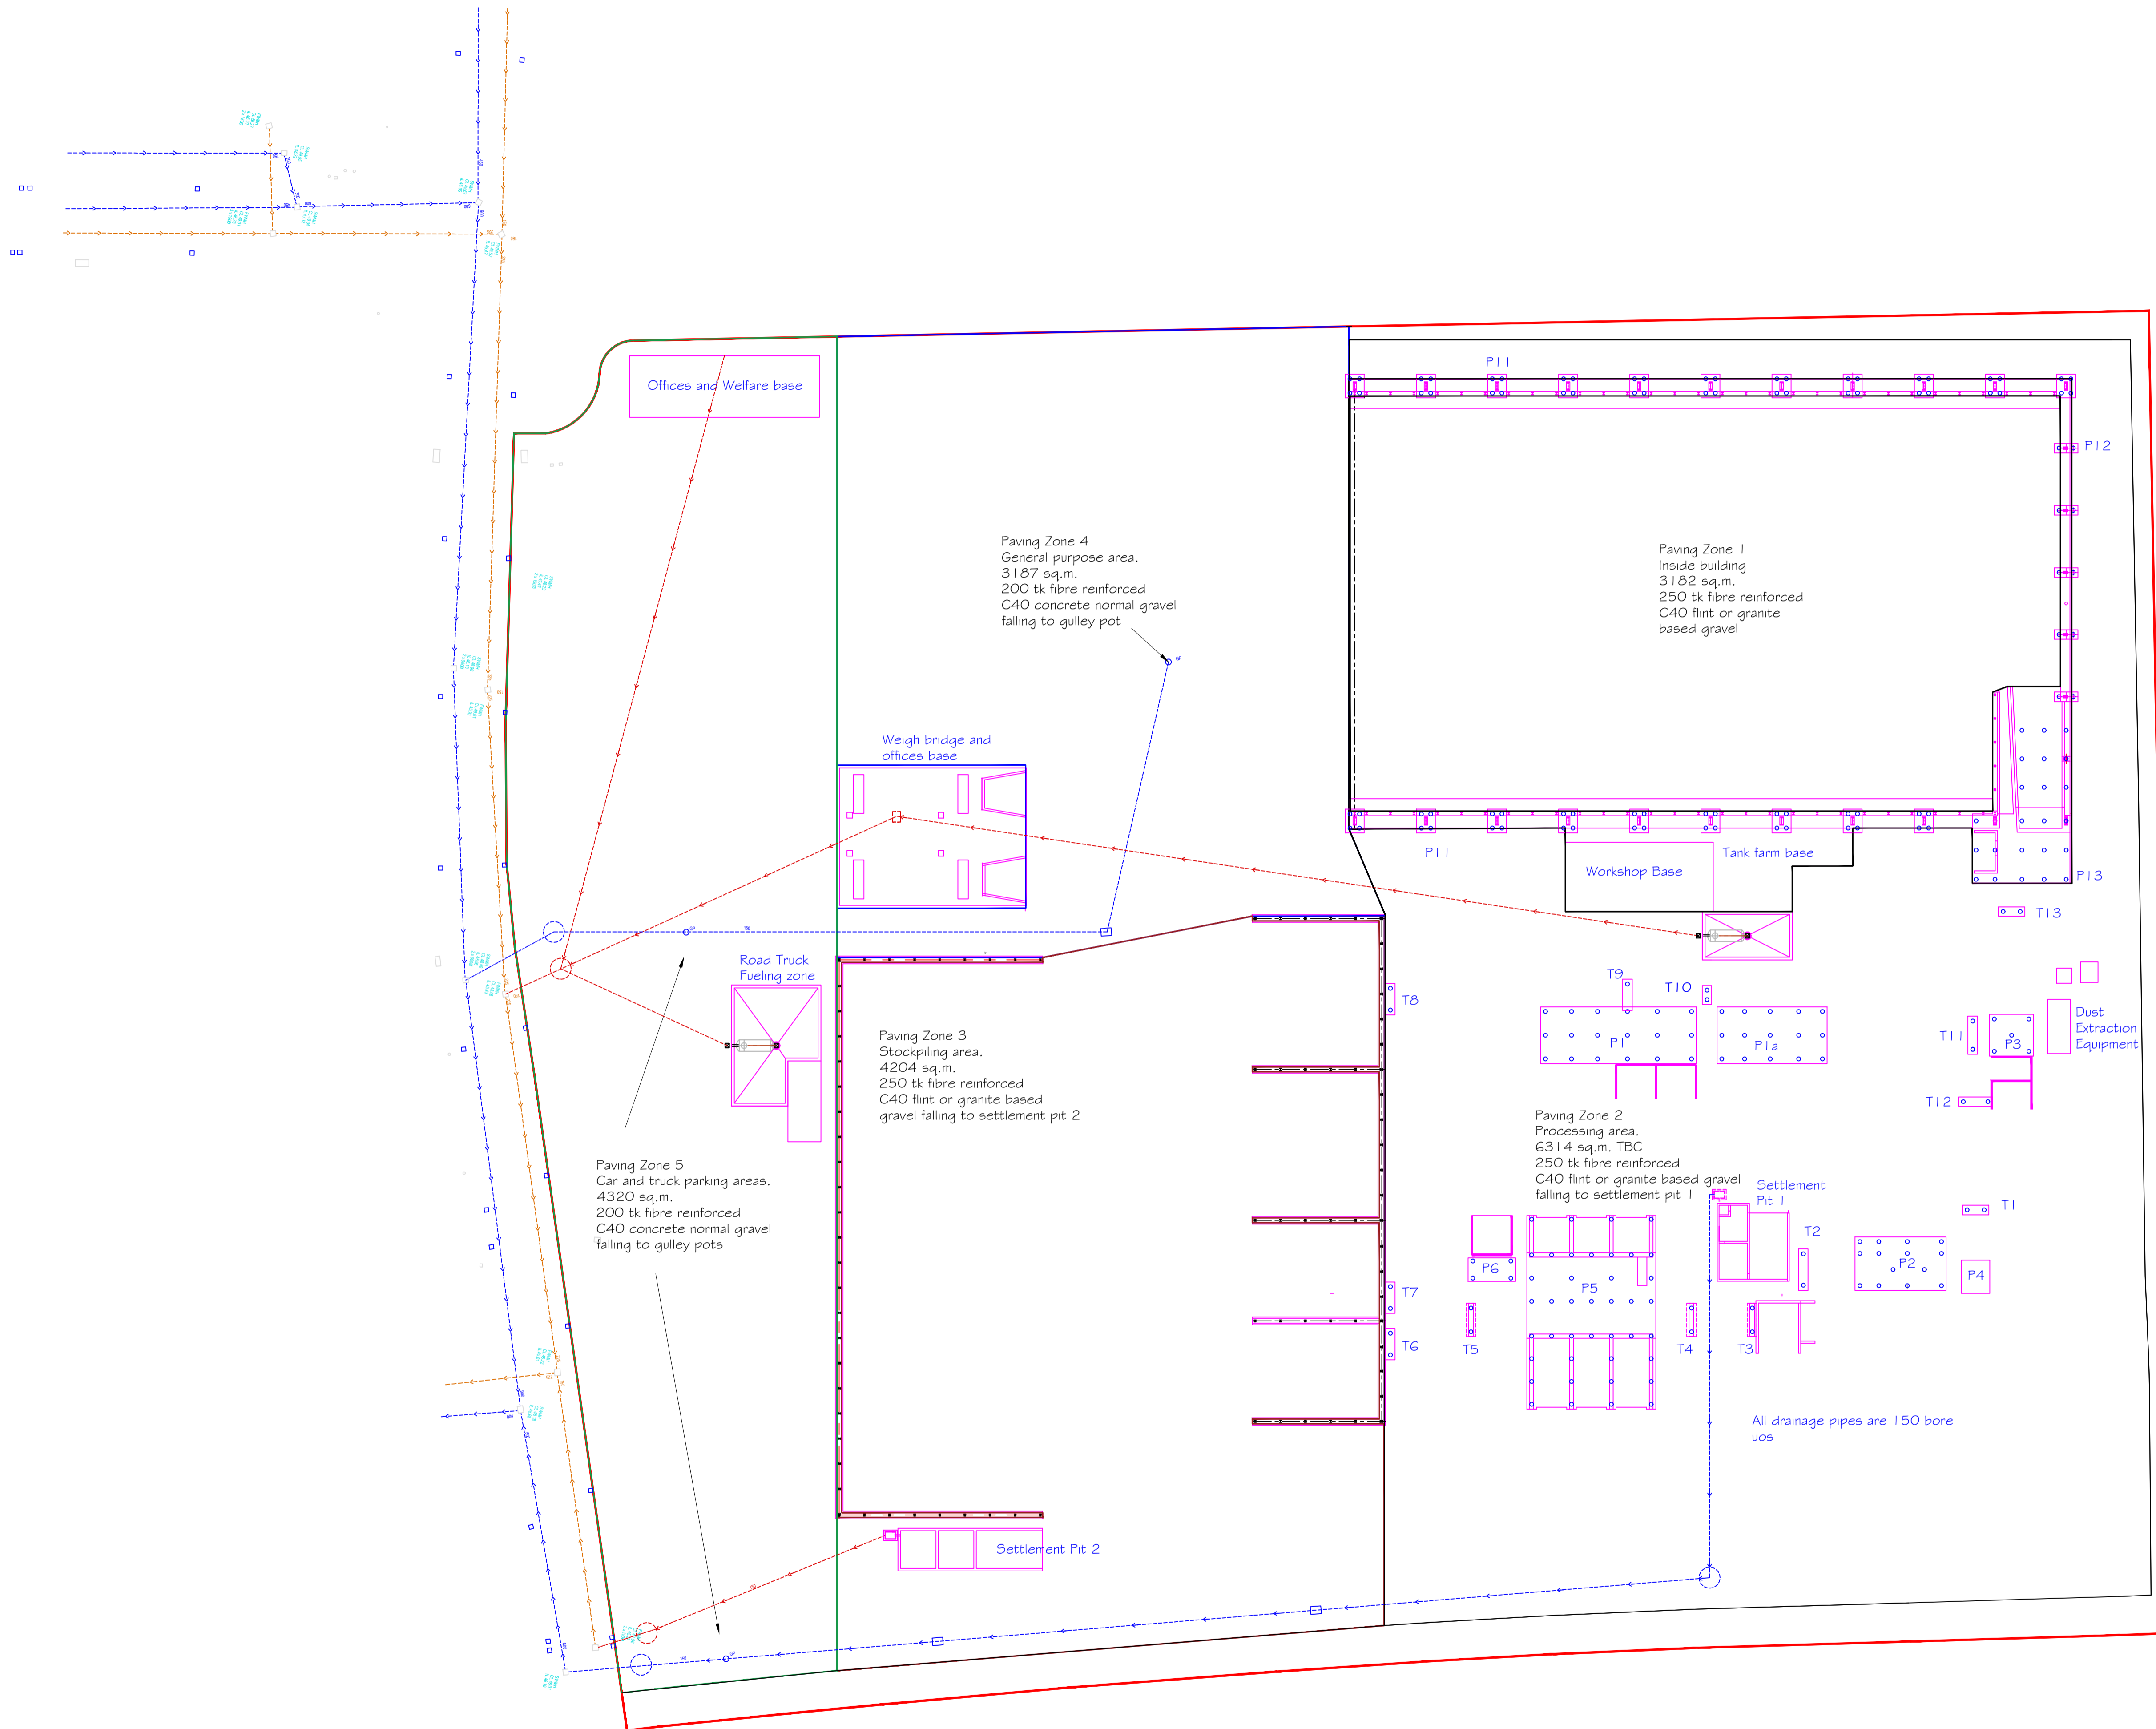 Offices and Welfare base
P11
P12
Paving Zone 4
General purpose area.
3187 sq.m.
200 tk fibre reinforced
C40 concrete normal gravel
falling to gulley pot
GP
Paving Zone 1
Inside building
3182 sq.m.
250 tk fibre reinforced
C40 flint or granite
based gravel
Weigh bridge and
offices base
P11
Workshop Base
Tank farm base
P13
T13
GP
150
Road Truck
Fueling zone
T8
T9
T10
P1
P1a
T11
P3
Dust
Extraction
Equipment
T12
Paving Zone 3
Stockpiling area.
4204 sq.m.
250 tk fibre reinforced
C40 flint or granite based
gravel falling to settlement pit 2
Paving Zone 2
Processing area.
6314 sq.m. TBC
250 tk fibre reinforced
C40 flint or granite based gravel
falling to settlement pit 1
Paving Zone 5
Car and truck parking areas.
4320 sq.m.
200 tk fibre reinforced
C40 concrete normal gravel
falling to gulley pots
Settlement
Pit 1
T1
T2
P2
P4
P6
P5
T7
T6
T5
T4
T3
All drainage pipes are 150 bore
uos
Settlement Pit 2
150
GP
150